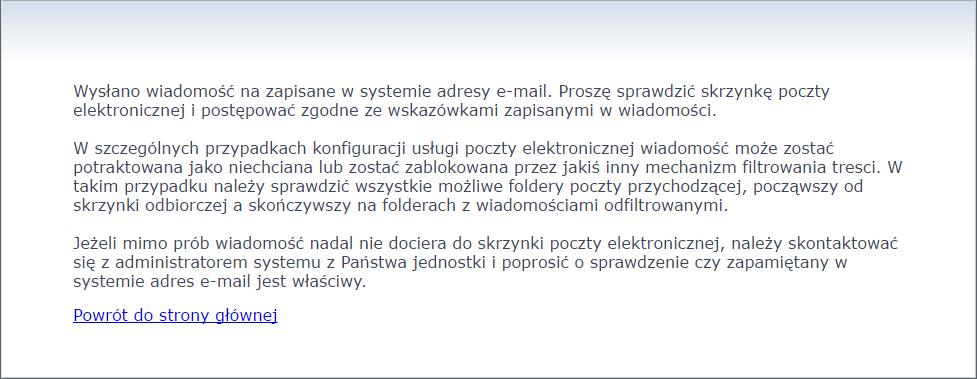 Wysłano wiadomość na zapisane w systemie adresy e-mail. Proszę sprawdzić skrzynkę poczty
elektronicznej i postępować zgodne ze wskazówkami zapisanymi w wiadomości.
W szczególnych przypadkach konfiguracji usługi poczty elektronicznej wiadomość może zostać
potraktowana jako niechciana lub zostać zablokowana przez jakiś inny mechanizm filtrowania tresci. W
takim przypadku należy sprawdzić wszystkie możliwe foldery poczty przychodzącej, począwszy od
skrzynki odbiorczej a skończywszy na folderach z wiadomościami odfiltrowanymi.
Jeżeli mimo prób wiadomość nadal nie dociera do skrzynki poczty elektronicznej, należy skontaktować
się z administratorem systemu z Państwa jednostki i poprosić o sprawdzenie czy zapamiętany w
systemie adres e-mail jest właściwy.
Powrót do strony głównej